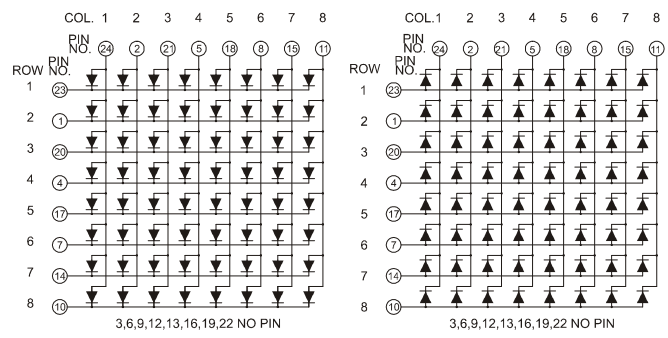 COL. 1 2 3 4 5 6 7 8
PIN NO. 24 2 21 5 18 8 15 11
ROW PIN NO.
1 23
2 1
3 20
4 4
5 17
6 7
7 14
8 10
3,6,9,12,13,16,19,22 NO PIN
COL.1 2 3 4 5 6 7 8
PIN NO. 24 2 21 5 18 8 15 11
ROW PIN NO.
1 23
2 1
3 20
4 4
5 17
6 7
7 14
8 10
3,6,9,12,13,16,19,22 NO PIN